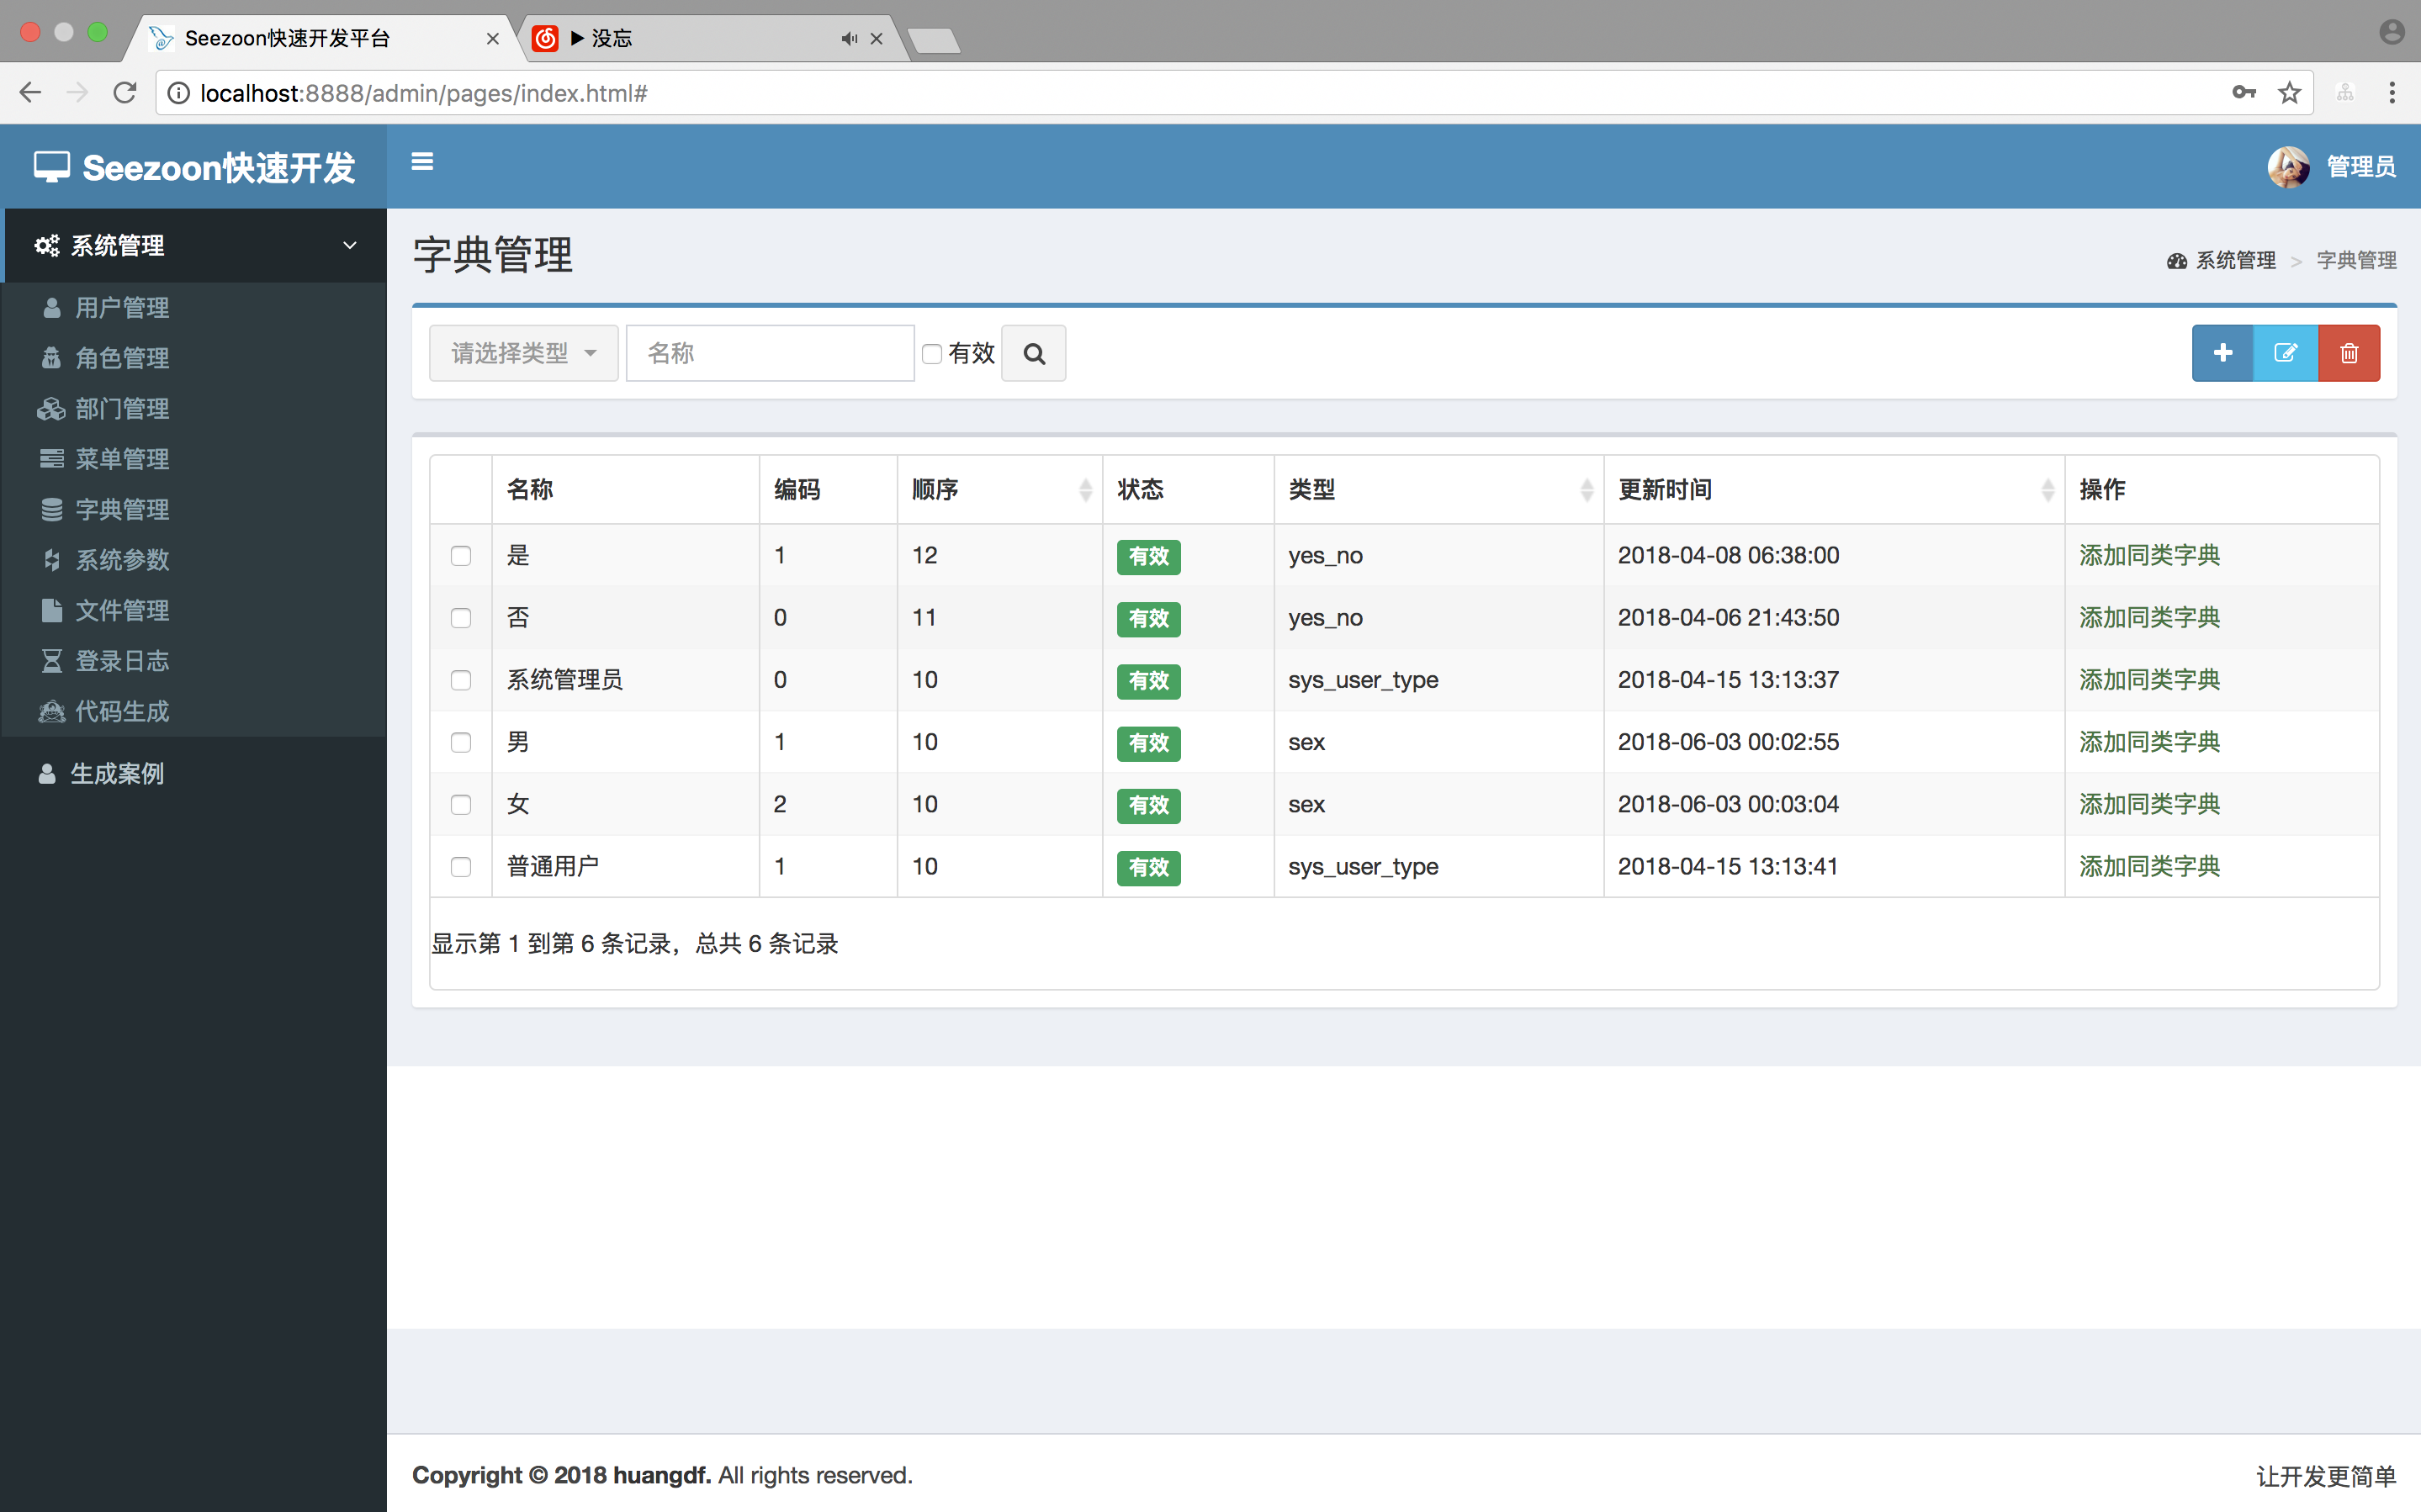 Seezoon快速开发平台
没忘
localhost:8888/admin/pages/index.html#
Seezoon快速开发
管理员
系统管理
用户管理
角色管理
部门管理
菜单管理
字典管理
系统参数
文件管理
登录日志
代码生成
生成案例
字典管理
系统管理 > 字典管理
请选择类型 名称 有效
名称 编码 顺序 状态 类型 更新时间 操作
是 1 12 有效 yes_no 2018-04-08 06:38:00 添加同类字典
否 0 11 有效 yes_no 2018-04-06 21:43:50 添加同类字典
系统管理员 0 10 有效 sys_user_type 2018-04-15 13:13:37 添加同类字典
男 1 10 有效 sex 2018-06-03 00:02:55 添加同类字典
女 2 10 有效 sex 2018-06-03 00:03:04 添加同类字典
普通用户 1 10 有效 sys_user_type 2018-04-15 13:13:41 添加同类字典
显示第 1 到第 6 条记录，总共 6 条记录
Copyright © 2018 huangdf. All rights reserved.
让开发更简单